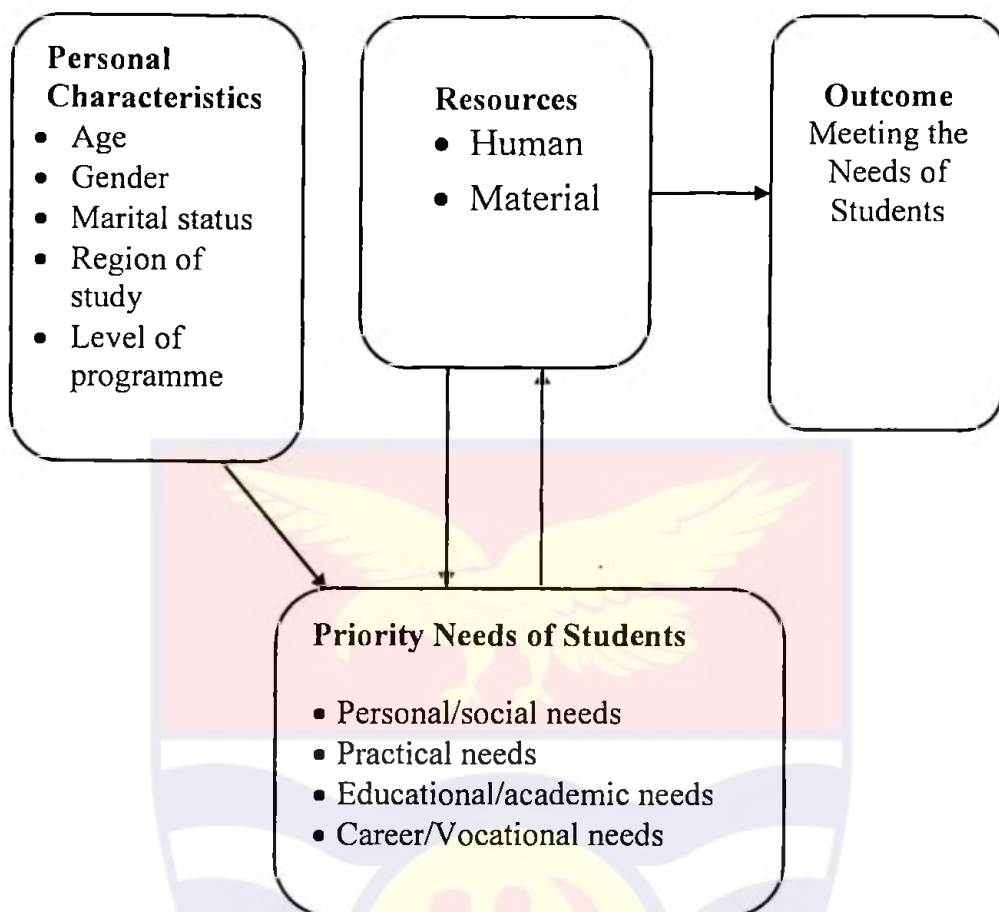 Personal
Characteristics
• Age
• Gender
• Marital status
• Region of
study
• Level of
programme
Resources
• Human
• Material
Outcome
Meeting the
Needs of
Students
Priority Needs of Students
• Personal/social needs
• Practical needs
• Educational/academic needs
• Career/Vocational needs